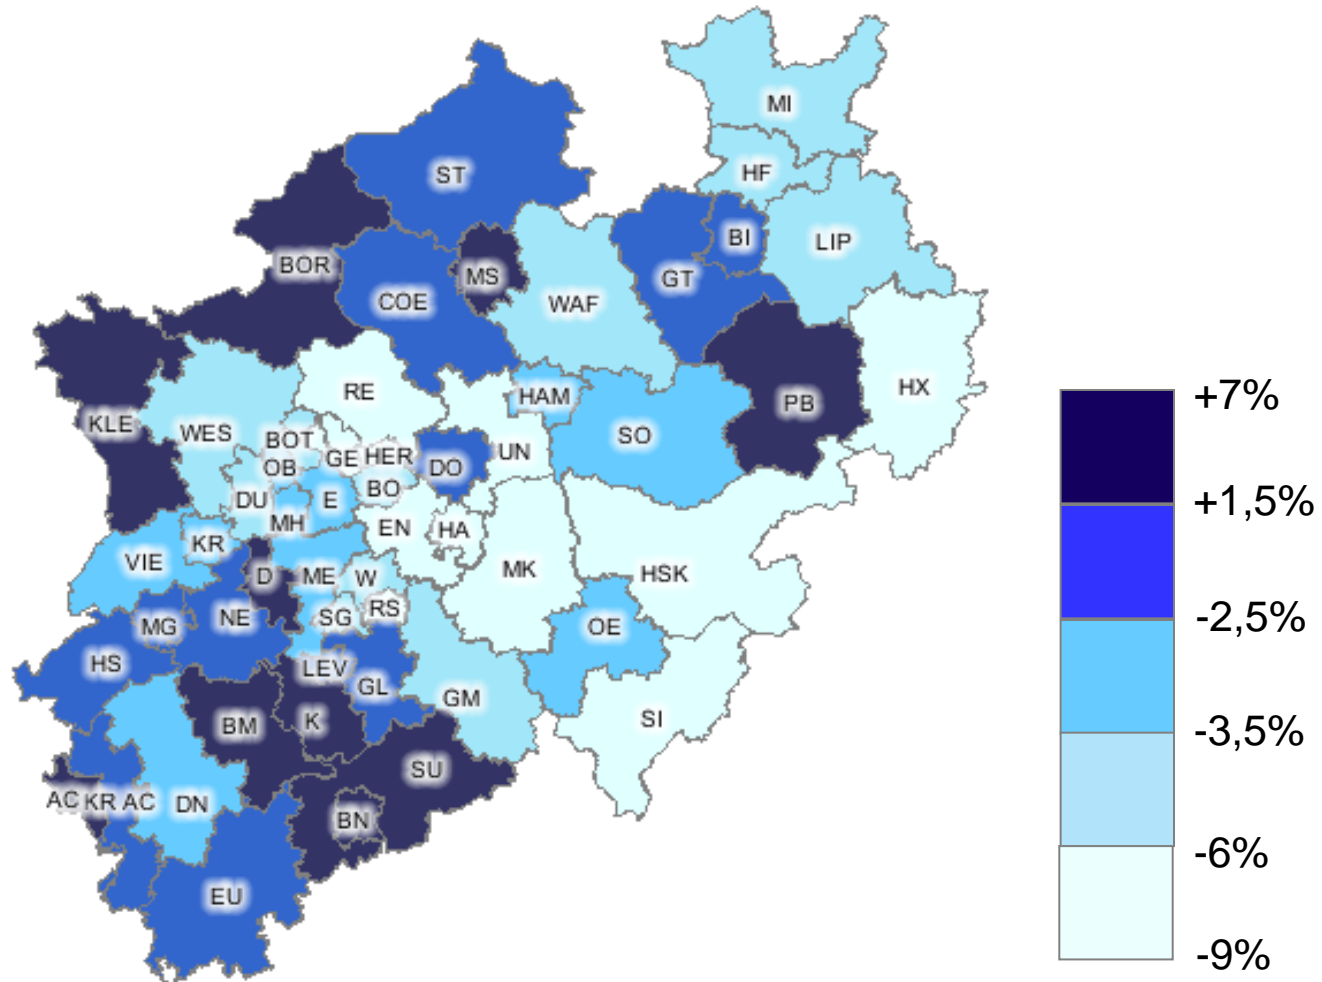 MI
HF
ST
BI
LIP
BOR
MS
GT
COE
WAF
HX
RE
HAM
PB
KLE
WES
SO
BOT
UN
GE
HER
DO
OB
BO
DU
E
MH
EN
HA
KR
VIE
D
ME
W
MK
HSK
RS
SG
NE
MG
OE
HS
LEV
GL
GM
K
BM
SI
SU
AC
KR AC
DN
BN
EU
+7%
+1,5%
-2,5%
-3,5%
-6%
-9%